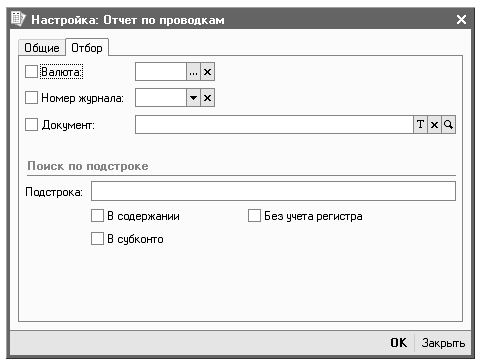 Настройка: Отчет по проводкам
Общие Отбор
Валюта: ...
Номер журнала:
Документ: T
Поиск по подстроке
Подстрока:
В содержании Без учета регистра
В субконто
OK Закрыть